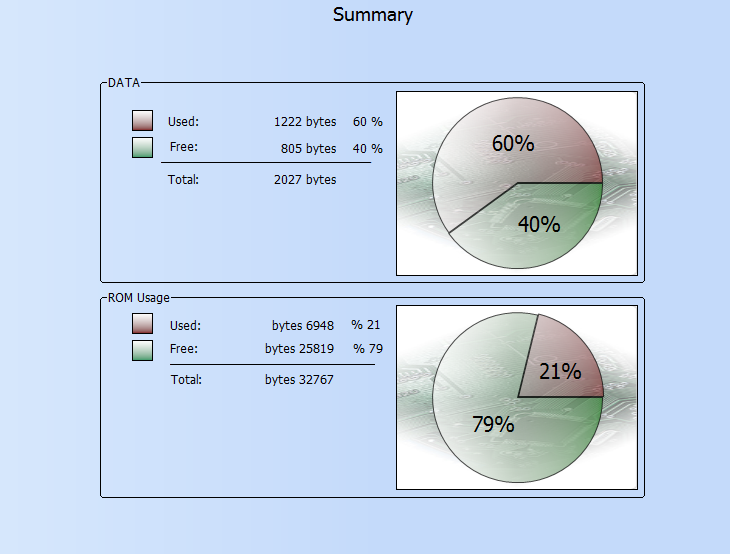 Summary
DATA
Used: 1222 bytes 60 %
Free: 805 bytes 40 %
Total: 2027 bytes
60%
40%
ROM Usage
Used: bytes 6948 % 21
Free: bytes 25819 % 79
Total: bytes 32767
21%
79%